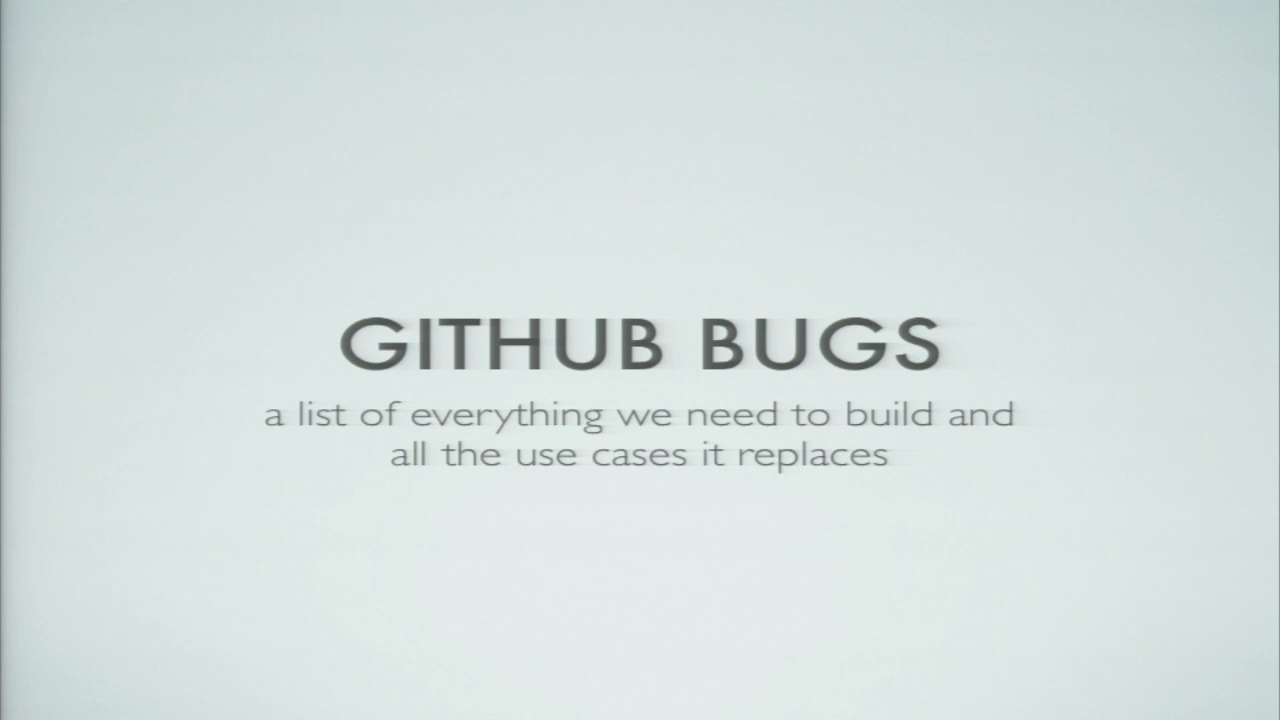 GITHUB BUGS
a list of everything we need to build and
all the use cases it replaces